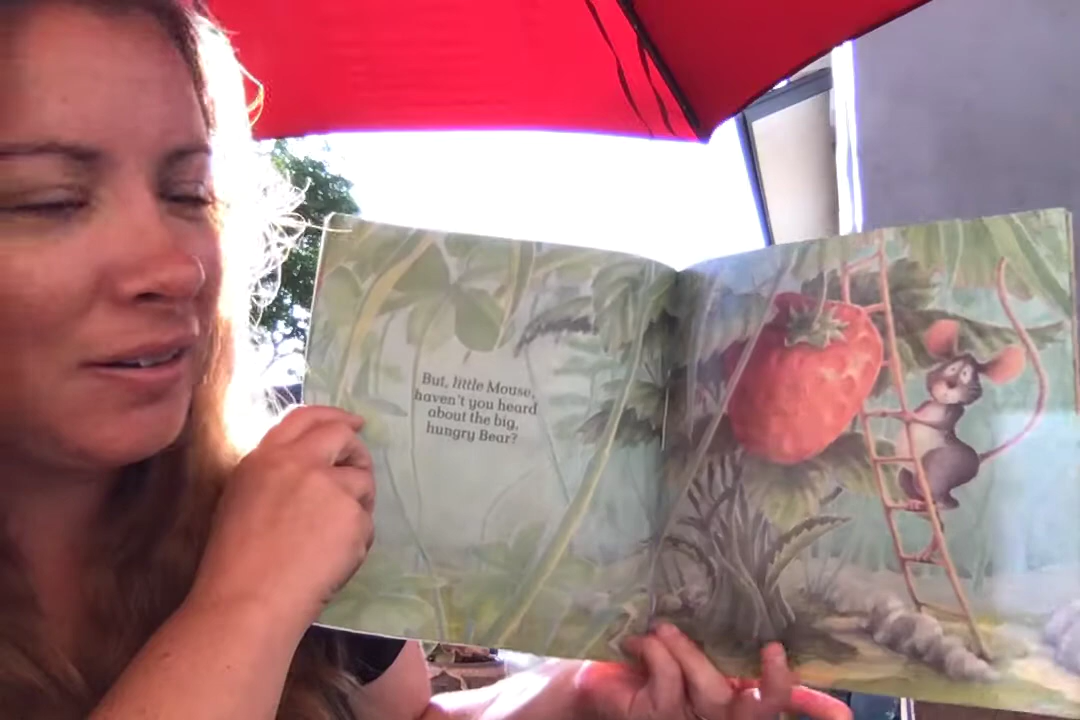 But, little Mouse,
haven't you heard
about the big,
hungry Bear?